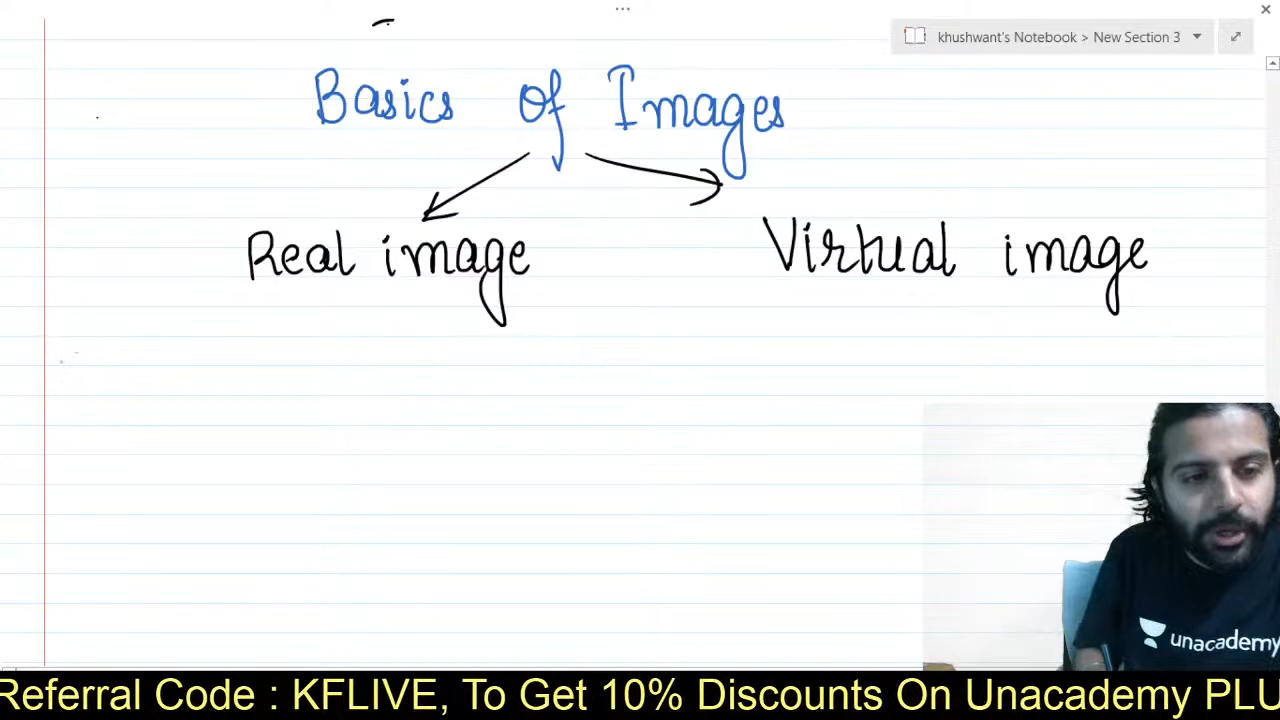 khushwant's Notebook > New Section 3
Basics of Images
Real image Virtual image
unacademy
Referral Code : KFLIVE, To Get 10% Discounts On Unacademy PLU